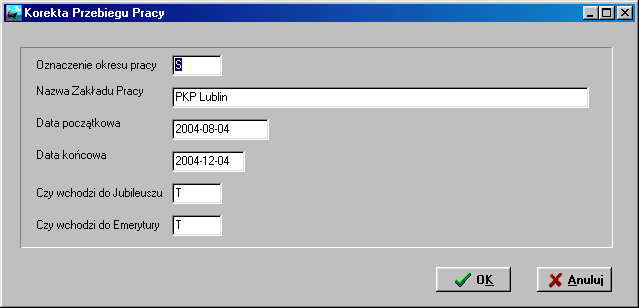 Korekta Przebiegu Pracy
Oznaczenie okresu pracy S
Nazwa Zakładu Pracy PKP Lublin
Data początkowa 2004-08-04
Data końcowa 2004-12-04
Czy wchodzi do Jubileuszu T
Czy wchodzi do Emerytury T
OK Anuluj